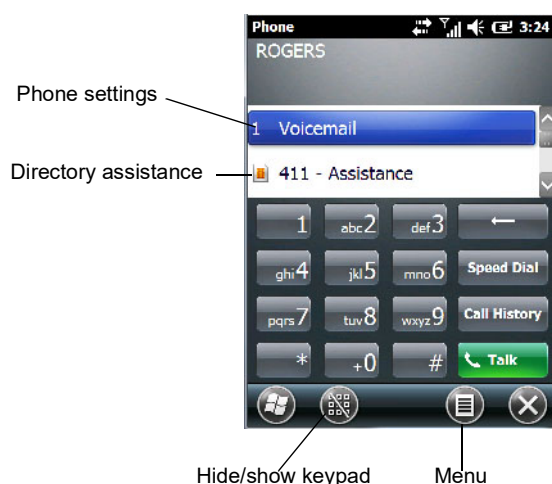 Phone 3:24
ROGERS
Phone settings
1 Voicemail
Directory assistance
411 - Assistance
1 abc2 def3
ghi4 jkl5 mno6 Speed Dial
pqrs7 tuv8 wxyz9 Call History
* +0 # Talk
Hide/show keypad Menu